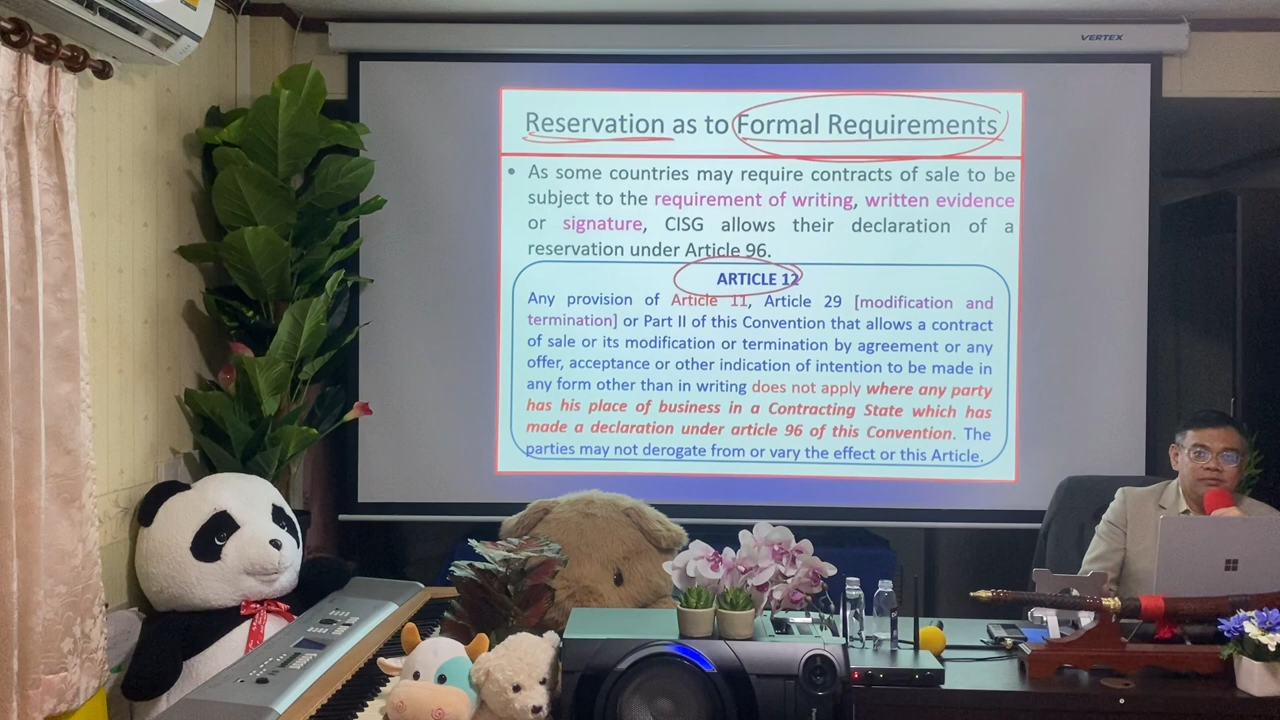 VERTEX
Reservation as to Formal Requirements
• As some countries may require contracts of sale to be
subject to the requirement of writing, written evidence
or signature, CISG allows their declaration of a
reservation under Article 96.
ARTICLE 12
Any provision of Article 11, Article 29 [modification and
termination] or Part II of this Convention that allows a contract
of sale or its modification or termination by agreement or any
offer, acceptance or other indication of intention to be made in
any form other than in writing does not apply where any party
has his place of business in a Contracting State which has
made a declaration under article 96 of this Convention. The
parties may not derogate from or vary the effect or this Article.